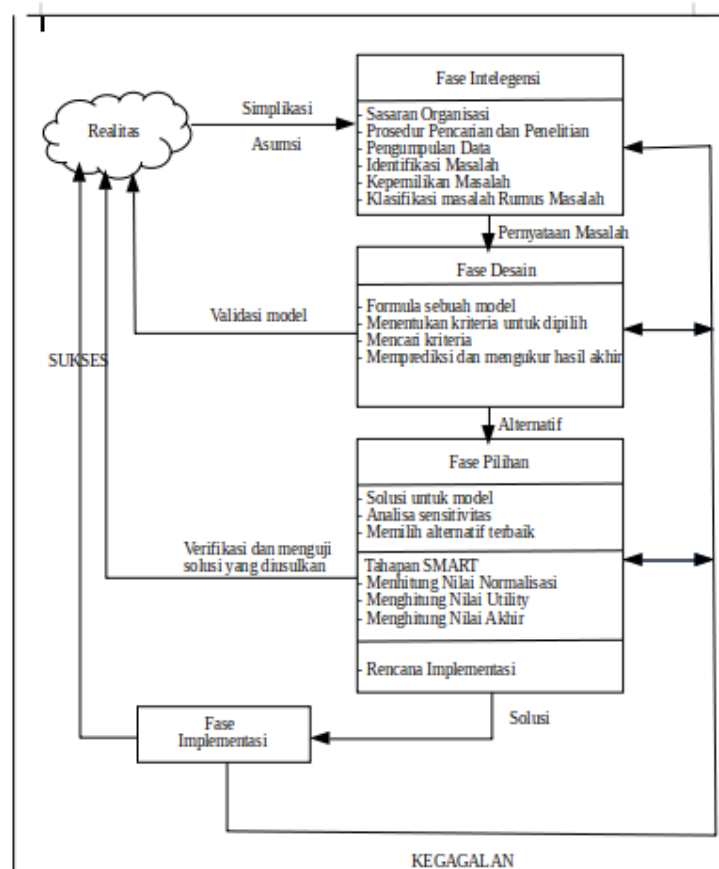 Fase Intelegensi
Simplikasi
Asumsi
Realitas
- Sasaran Organisasi
- Prosedur Pencarian dan Penelitian
- Pengumpulan Data
- Identifikasi Masalah
- Kepemilikan Masalah
- Klasifikasi masalah Rumus Masalah
Pernyataan Masalah
Fase Desain
Validasi model
- Formula sebuah model
- Menentukan kriteria untuk dipilih
- Mencari kriteria
- Memprediksi dan mengukur hasil akhir
SUKSES
Alternatif
Fase Pilihan
- Solusi untuk model
- Analisa sensitivitas
- Memilih alternatif terbaik
Verifikasi dan menguji
solusi yang diusulkan
Tahapan SMART
- Menhitung Nilai Normalisasi
- Menghitung Nilai Utility
- Menghitung Nilai Akhir
- Rencana Implementasi
Solusi
Fase
Implementasi
KEGAGALAN